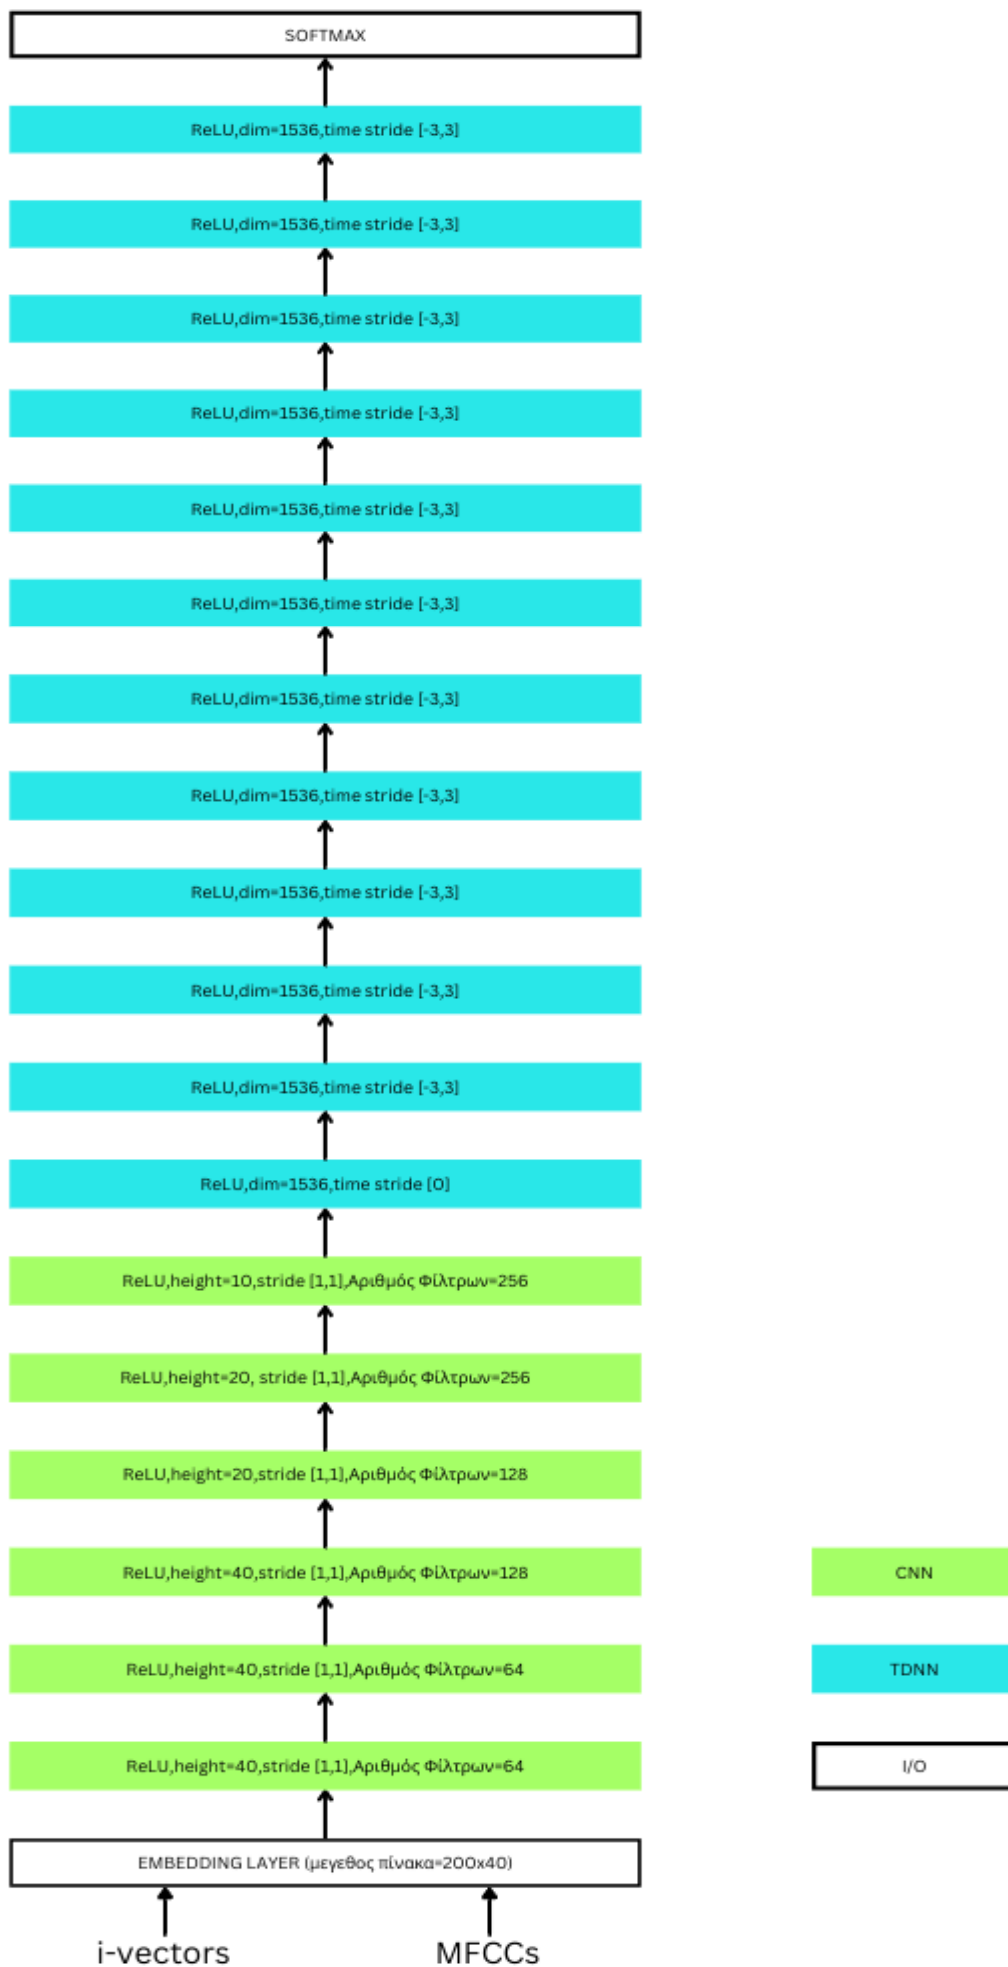 SOFTMAX
ReLU,dim=1536,time stride [-3,3]
ReLU,dim=1536,time stride [-3,3]
ReLU,dim=1536,time stride [-3,3]
ReLU,dim=1536,time stride [-3,3]
ReLU,dim=1536,time stride [-3,3]
ReLU,dim=1536,time stride [-3,3]
ReLU,dim=1536,time stride [-3,3]
ReLU,dim=1536,time stride [-3,3]
ReLU,dim=1536,time stride [-3,3]
ReLU,dim=1536,time stride [-3,3]
ReLU,dim=1536,time stride [-3,3]
ReLU,dim=1536,time stride [0]
ReLU,height=10,stride [1,1],Αριθμός Φίλτρων=256
ReLU,height=20, stride [1,1],Αριθμός Φίλτρων=256
ReLU,height=20,stride [1,1],Αριθμός Φίλτρων=128
ReLU,height=40,stride [1,1],Αριθμός Φίλτρων=128
CNN
ReLU,height=40,stride [1,1],Αριθμός Φίλτρων=64
TDNN
ReLU,height=40,stride [1,1],Αριθμός Φίλτρων=64
I/O
EMBEDDING LAYER (μεγεθος πίνακα=200x40)
i-vectors MFCCs